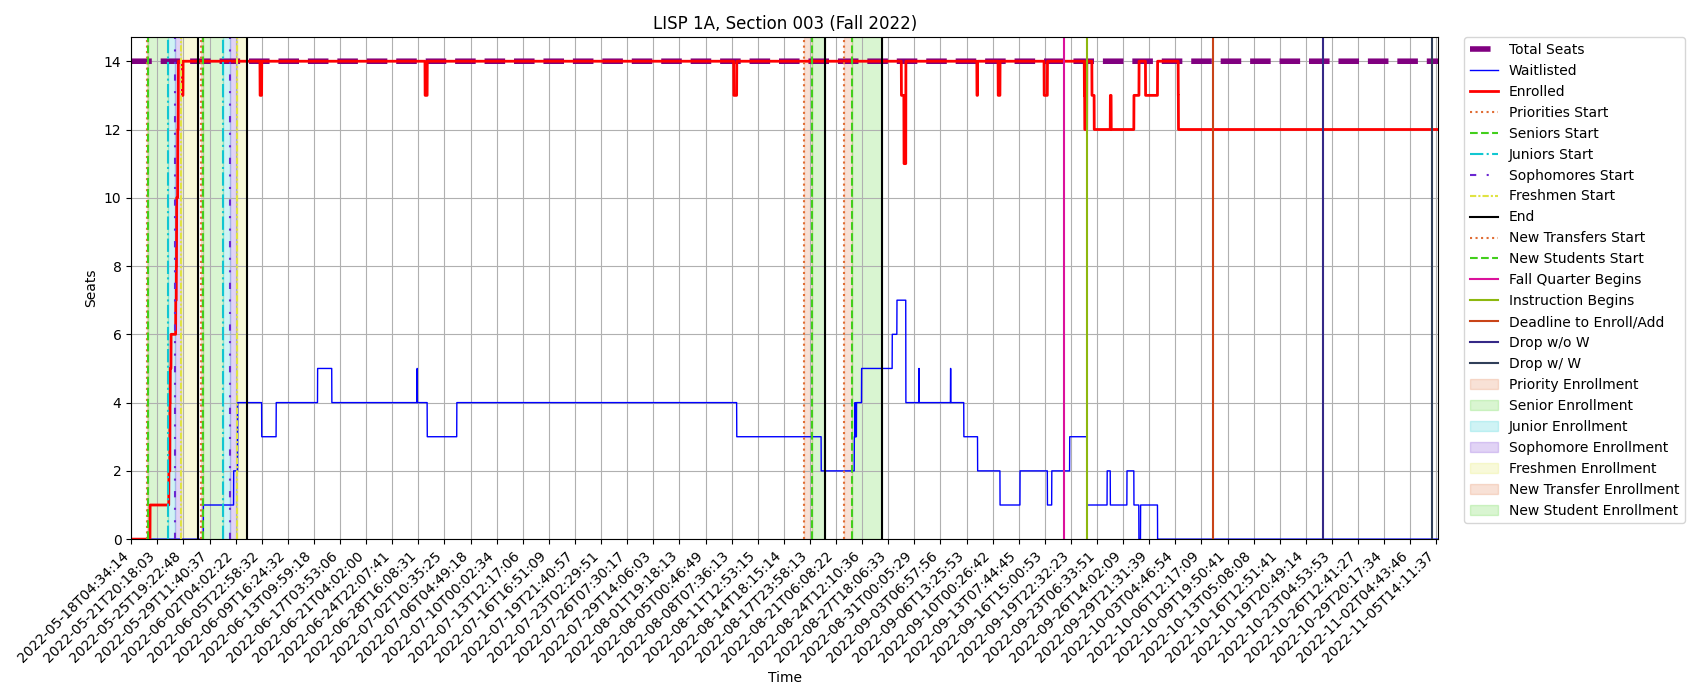 LISP 1A, Section 003 (Fall 2022)
Seats
14
12
10
8
6
4
2
0
2022-05-18T04:34:14
2022-05-21T20:18:03
2022-05-25T19:22:48
2022-05-29T11:40:37
2022-06-02T04:02:22
2022-06-05T22:58:32
2022-06-09T16:24:32
2022-06-13T09:59:18
2022-06-17T03:53:06
2022-06-21T04:02:00
2022-06-24T22:07:41
2022-06-28T16:08:31
2022-07-02T10:35:25
2022-07-06T04:49:18
2022-07-10T00:02:34
2022-07-13T12:17:06
2022-07-16T16:51:09
2022-07-19T21:40:57
2022-07-23T02:29:51
2022-07-26T07:30:17
2022-07-29T14:06:03
2022-08-01T19:18:13
2022-08-05T00:46:49
2022-08-08T07:36:13
2022-08-11T12:53:15
2022-08-14T18:15:14
2022-08-17T23:58:13
2022-08-21T06:08:22
2022-08-24T12:10:36
2022-08-27T18:06:33
2022-08-31T00:05:29
2022-09-03T06:57:56
2022-09-06T13:25:53
2022-09-10T00:26:42
2022-09-13T07:44:45
2022-09-16T15:00:53
2022-09-19T22:32:23
2022-09-23T06:33:51
2022-09-26T14:02:09
2022-09-29T21:31:39
2022-10-03T04:46:54
2022-10-06T12:17:09
2022-10-09T19:50:41
2022-10-13T05:08:08
2022-10-16T12:51:41
2022-10-19T20:49:14
2022-10-23T04:53:53
2022-10-26T12:41:27
2022-10-29T20:17:34
2022-11-02T04:43:46
2022-11-05T14:11:37
Time
Total Seats
Waitlisted
Enrolled
Priorities Start
Seniors Start
Juniors Start
Sophomores Start
Freshmen Start
End
New Transfers Start
New Students Start
Fall Quarter Begins
Instruction Begins
Deadline to Enroll/Add
Drop w/o W
Drop w/ W
Priority Enrollment
Senior Enrollment
Junior Enrollment
Sophomore Enrollment
Freshmen Enrollment
New Transfer Enrollment
New Student Enrollment